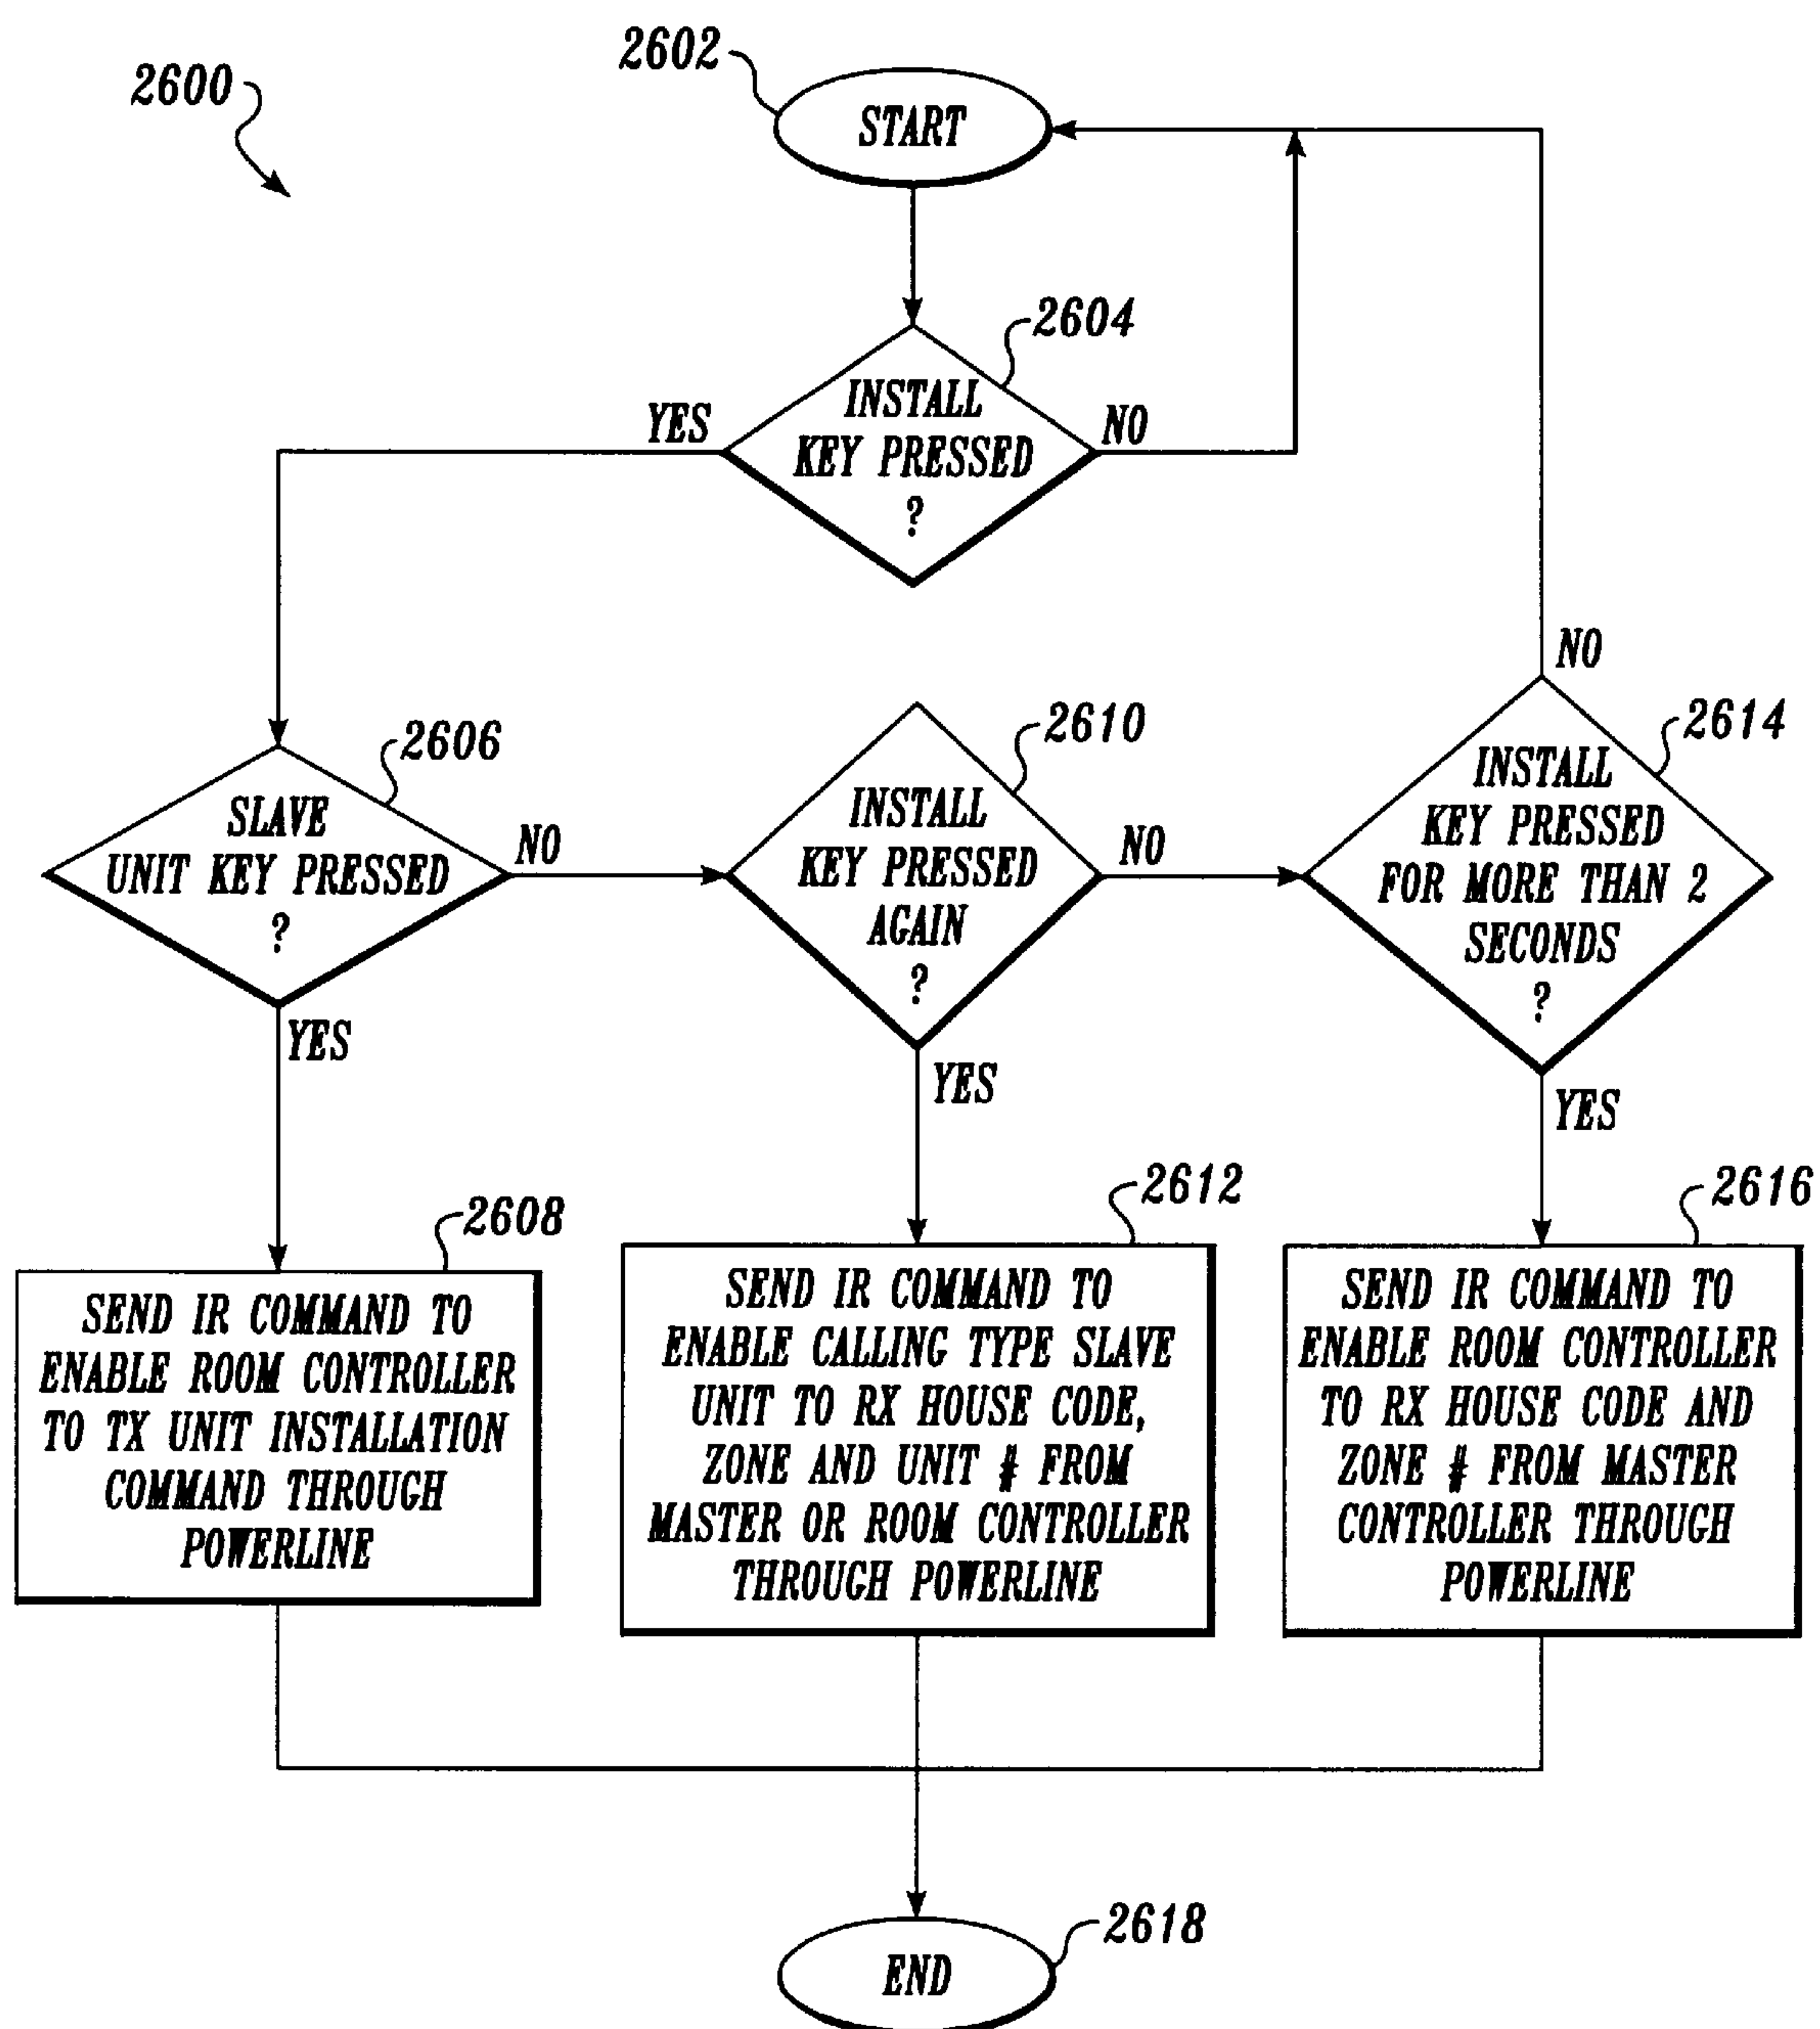 2600
2602
START
2604
INSTALL
KEY PRESSED
?
YES
NO
2606
SLAVE
UNIT KEY PRESSED
?
NO
YES
2610
INSTALL
KEY PRESSED
AGAIN
?
NO
YES
NO
2614
INSTALL
KEY PRESSED
FOR MORE THAN 2
SECONDS
?
YES
2608
SEND IR COMMAND TO
ENABLE ROOM CONTROLLER
TO TX UNIT INSTALLATION
COMMAND THROUGH
POWERLINE
2612
SEND IR COMMAND TO
ENABLE CALLING TYPE SLAVE
UNIT TO RX HOUSE CODE,
ZONE AND UNIT # FROM
MASTER OR ROOM CONTROLLER
THROUGH POWERLINE
2616
SEND IR COMMAND TO
ENABLE ROOM CONTROLLER
TO RX HOUSE CODE AND
ZONE # FROM MASTER
CONTROLLER THROUGH
POWERLINE
2618
END